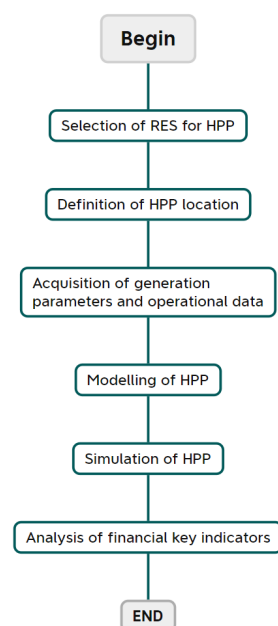 Begin
Selection of RES for HPP
Definition of HPP location
Acquisition of generation
parameters and operational data
Modelling of HPP
Simulation of HPP
Analysis of financial key indicators
END